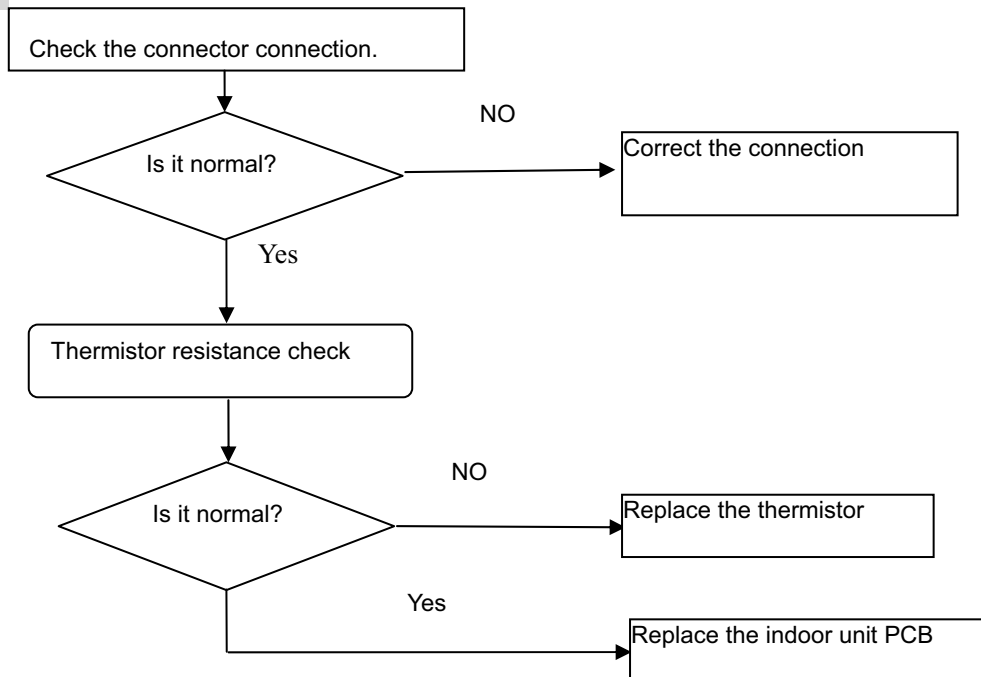 Check the connector connection.
NO
Is it normal?
Correct the connection
Yes
Thermistor resistance check
NO
Is it normal?
Replace the thermistor
Yes
Replace the indoor unit PCB